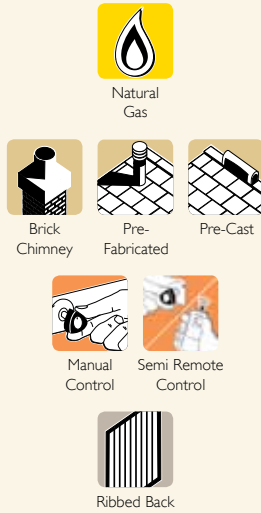 Natural
Gas
Brick
Chimney
Pre-
Fabricated
Pre-Cast
Manual
Control
Semi Remote
Control
Ribbed Back